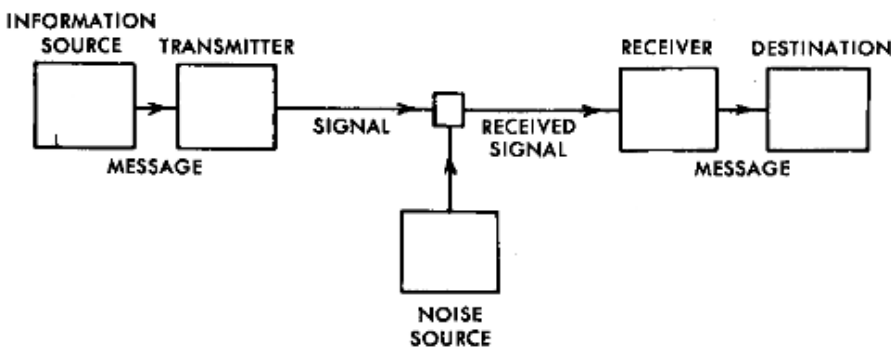 INFORMATION
SOURCE
TRANSMITTER
RECEIVER
DESTINATION
SIGNAL
RECEIVED
SIGNAL
MESSAGE
MESSAGE
NOISE
SOURCE